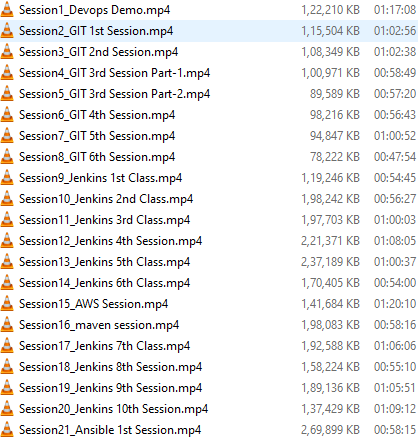 Session1_Devops Demo.mp4 1,22,210 KB 01:17:08
Session2_GIT 1st Session.mp4 1,15,504 KB 01:02:56
Session3_GIT 2nd Session.mp4 1,08,349 KB 01:02:38
Session4_GIT 3rd Session Part-1.mp4 1,00,971 KB 00:58:49
Session5_GIT 3rd Session Part-2.mp4 89,589 KB 00:57:20
Session6_GIT 4th Session.mp4 98,216 KB 00:56:43
Session7_GIT 5th Session.mp4 94,847 KB 01:00:52
Session8_GIT 6th Session.mp4 78,222 KB 00:47:54
Session9_Jenkins 1st Class.mp4 1,19,246 KB 00:54:45
Session10_Jenkins 2nd Class.mp4 1,98,242 KB 00:56:27
Session11_Jenkins 3rd Class.mp4 1,97,703 KB 01:00:03
Session12_Jenkins 4th Session.mp4 2,21,371 KB 01:08:05
Session13_Jenkins 5th Class.mp4 2,37,189 KB 01:00:37
Session14_Jenkins 6th Class.mp4 1,70,405 KB 00:54:00
Session15_AWS Session.mp4 1,41,684 KB 01:20:10
Session16_maven session.mp4 1,98,083 KB 00:58:16
Session17_Jenkins 7th Class.mp4 1,92,588 KB 01:06:06
Session18_Jenkins 8th Session.mp4 1,58,224 KB 00:55:10
Session19_Jenkins 9th Session.mp4 1,89,136 KB 01:05:51
Session20_Jenkins 10th Session.mp4 1,37,429 KB 01:09:12
Session21_Ansible 1st Session.mp4 2,69,899 KB 00:58:15